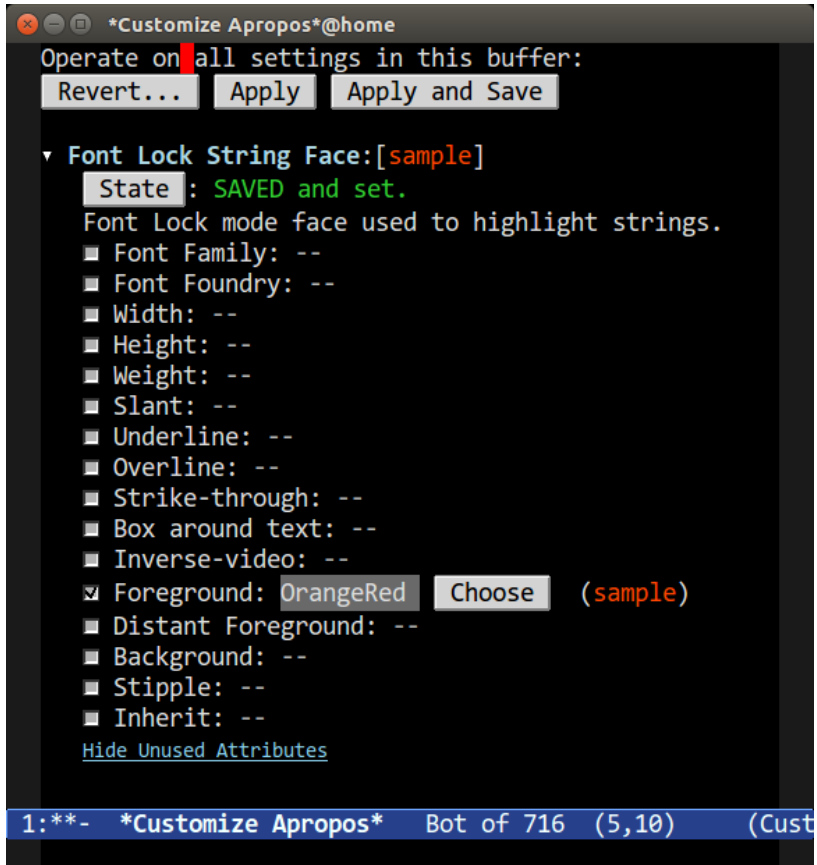 *Customize Apropos*@home
Operate on all settings in this buffer:
Revert... Apply Apply and Save
Font Lock String Face:[sample]
State : SAVED and set.
Font Lock mode face used to highlight strings.
Font Family: --
Font Foundry: --
Width: --
Height: --
Weight: --
Slant: --
Underline: --
Overline: --
Strike-through: --
Box around text: --
Inverse-video: --
Foreground: OrangeRed Choose (sample)
Distant Foreground: --
Background: --
Stipple: --
Inherit: --
Hide Unused Attributes
1:**- *Customize Apropos* Bot of 716 (5,10) (Cust